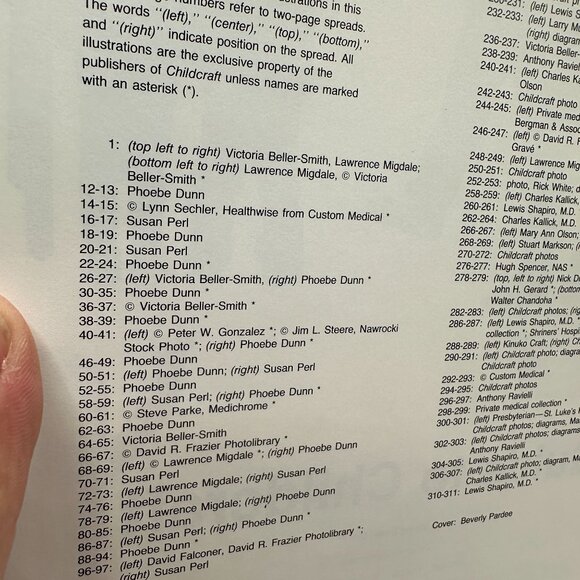 illustrations in this
numbers refer to two-page spreads.
The words "(left)," "(center)," "(top)," "(bottom),"
and "(right)" indicate position on the spread. All
illustrations are the exclusive property of the
publishers of Childcraft unless names are marked
with an asterisk (*).
1: (top left to right) Victoria Beller-Smith, Lawrence Migdale;
(bottom left to right) Lawrence Migdale, © Victoria
Beller-Smith *
12-13: Phoebe Dunn
14-15: © Lynn Sechler, Healthwise from Custom Medical *
16-17: Susan Perl
18-19: Phoebe Dunn
20-21: Susan Perl
22-24: Phoebe Dunn *
26-27: (left) Victoria Beller-Smith, (right) Phoebe Dunn *
30-35: Phoebe Dunn *
36-37: © Victoria Beller-Smith *
38-39: Phoebe Dunn *
40-41: (left) © Peter W. Gonzalez *; © Jim L. Steere, Nawrocki
Stock Photo *; (right) Phoebe Dunn *
46-49: Phoebe Dunn
50-51: (left) Phoebe Dunn; (right) Susan Perl
52-55: Phoebe Dunn
58-59: (left) Susan Perl; (right) Phoebe Dunn *
60-61: © Steve Parke, Medichrome *
62-63: Phoebe Dunn
64-65: Victoria Beller-Smith
66-67: © David R. Frazier Photolibrary *
68-69: (left) © Lawrence Migdale *; (right) Phoebe Dunn
70-71: Susan Perl
72-73: (left) Lawrence Migdale; (right) Susan Perl
74-76: Phoebe Dunn
78-79: (left) Lawrence Migdale; (right) Phoebe Dunn
80-85: Phoebe Dunn
86-87: (left) Susan Perl; (right) Phoebe Dunn *
88-94: Phoebe Dunn *
96-97: (left) David Falconer, David R. Frazier Photolibrary *;
(right) Susan Perl
(left) Lewis
232-233: (left) Larry
(right) diagram
236-237: Victoria Beller
238-239: Anthony Ravielli
240-241: (left) Charles
Olson
242-243: Childcraft photo
244-245: (left) Private
Bergman & Associ
246-247: (left) © David R.
Gravé *
248-249: (left) Lawrence
250-251: Childcraft photo
252-253: photo, Rick White;
258-259: (left) Charles Kallick,
260-261: Lewis Shapiro, M.D. *
262-264: Charles Kallick, M.D.
266-267: (left) Mary Ann Olson;
268-269: (left) Stuart Markson;
270-272: Childcraft photos
276-277: Hugh Spencer, NAS *
278-279: (top, left to right) Nick
John H. Gerard *;
Walter Chandoha *
282-283: (left) Childcraft photos;
286-287: (left) Lewis Shapiro, M.D. *
collection *; Shriners'
288-289: (left) Kinuko Craft; (right)
290-291: (left) Childcraft photo; diagram,
Childcraft photo
292-293: © Custom Medical *
294-295: Childcraft photos
296-297: Anthony Ravielli
298-299: Private medical collection *
300-301: (left) Presbyterian—St. Luke's
Childcraft photos; diagrams,
302-303: (left) Childcraft photos; diagrams,
Anthony Ravielli
304-305: Lewis Shapiro, M.D. *
306-307: (left) Childcraft photo; diagram,
Charles Kallick, M.D. *
310-311: Lewis Shapiro, M.D. *
Cover: Beverly Pardee